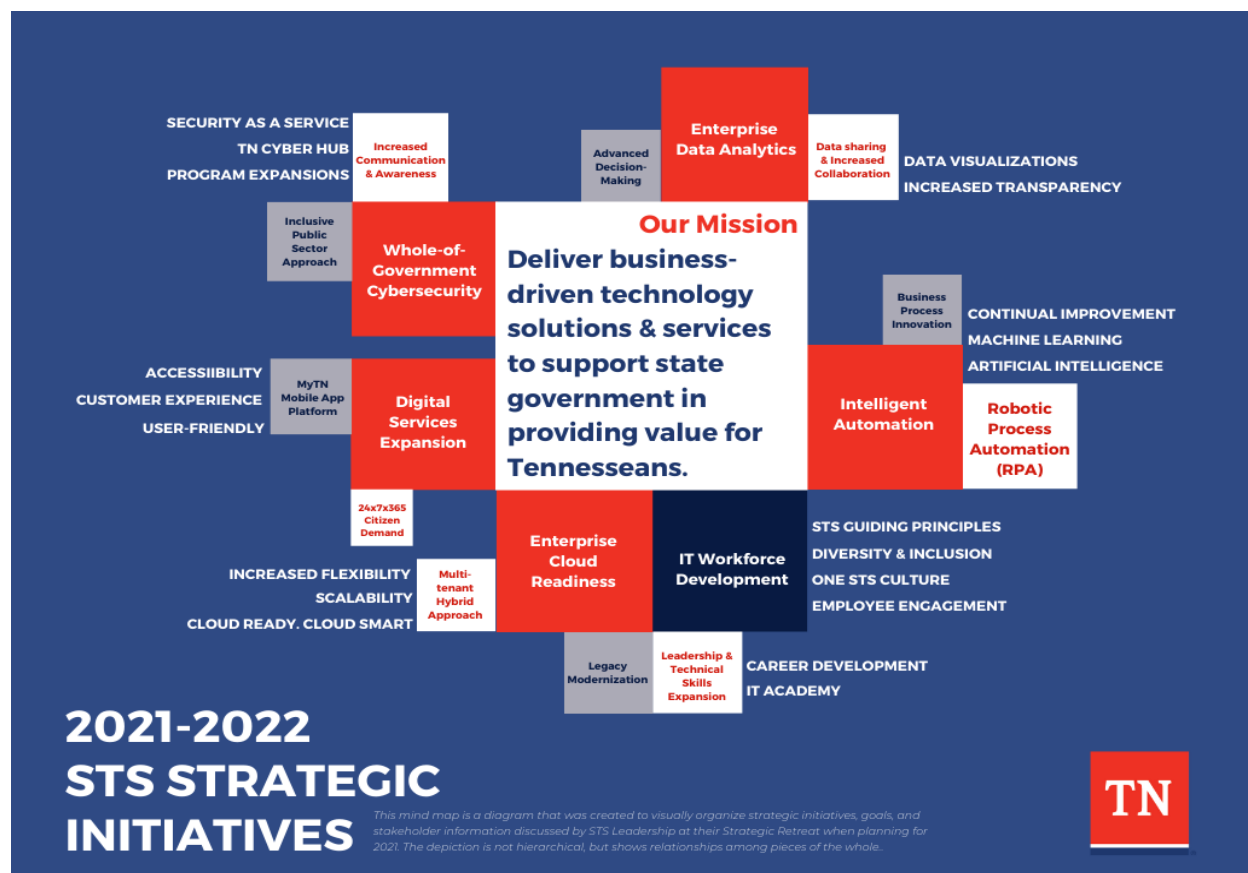 SECURITY AS A SERVICE
TN CYBER HUB
PROGRAM EXPANSIONS
Increased
Communication
& Awareness
Inclusive
Public
Sector
Approach
Whole-of-
Government
Cybersecurity
Advanced
Decision-
Making
Enterprise
Data Analytics
Data sharing
& Increased
Collaboration
DATA VISUALIZATIONS
INCREASED TRANSPARENCY
Our Mission
Deliver business-
driven technology
solutions & services
to support state
government in
providing value for
Tennesseans.
Business
Process
Innovation
CONTINUAL IMPROVEMENT
MACHINE LEARNING
ARTIFICIAL INTELLIGENCE
Intelligent
Automation
Robotic
Process
Automation
(RPA)
ACCESSIIBILITY
CUSTOMER EXPERIENCE
USER-FRIENDLY
MyTN
Mobile App
Platform
Digital
Services
Expansion
24x7x365
Citizen
Demand
INCREASED FLEXIBILITY
SCALABILITY
CLOUD READY. CLOUD SMART
Multi-
tenant
Hybrid
Approach
Enterprise
Cloud
Readiness
IT Workforce
Development
STS GUIDING PRINCIPLES
DIVERSITY & INCLUSION
ONE STS CULTURE
EMPLOYEE ENGAGEMENT
Legacy
Modernization
Leadership &
Technical
Skills
Expansion
CAREER DEVELOPMENT
IT ACADEMY
2021-2022
STS STRATEGIC
INITIATIVES
This mind map is a diagram that was created to visually organize strategic initiatives, goals, and
stakeholder information discussed by STS Leadership at their Strategic Retreat when planning for
2021. The depiction is not hierarchical, but shows relationships among pieces of the whole..
TN